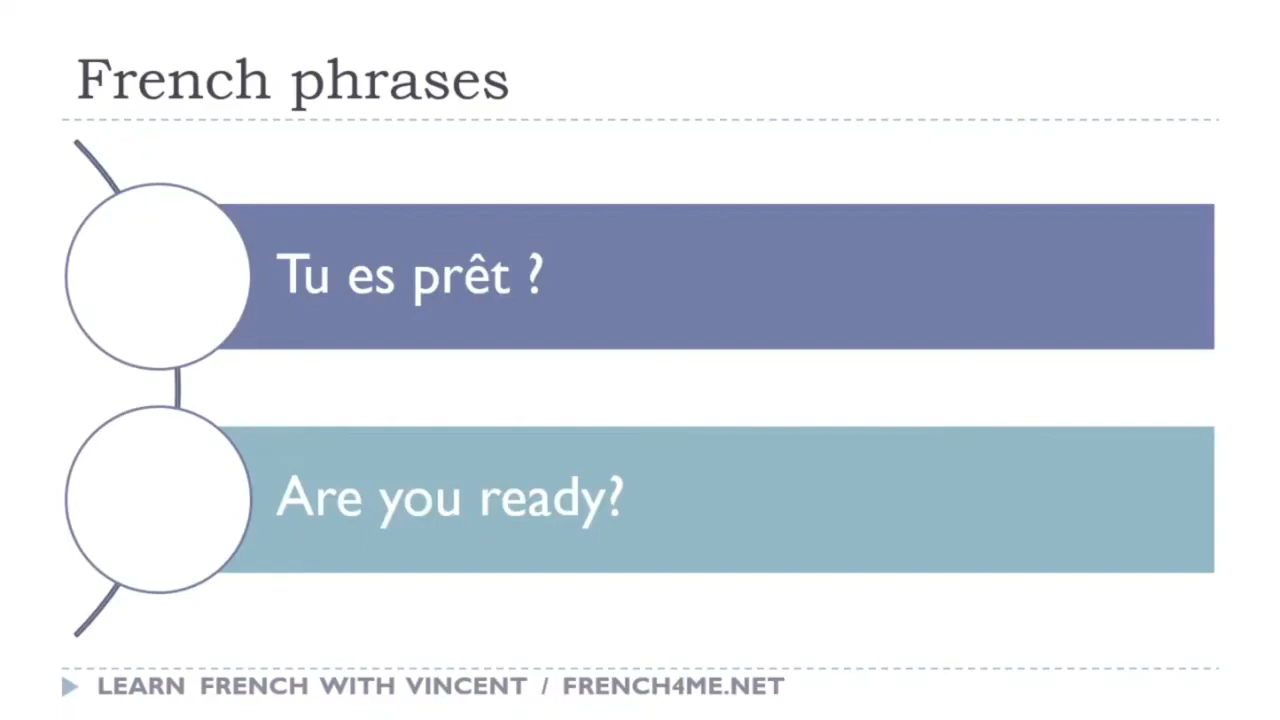 French phrases
Tu es prêt ?
Are you ready?
LEARN FRENCH WITH VINCENT / FRENCH4ME.NET